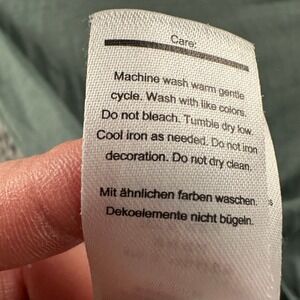 Care:
Machine wash warm gentle
cycle. Wash with like colors.
Do not bleach. Tumble dry low.
Cool iron as needed. Do not iron
decoration. Do not dry clean.
Mit ähnlichen farben waschen.
Dekoelemente nicht bügeln.